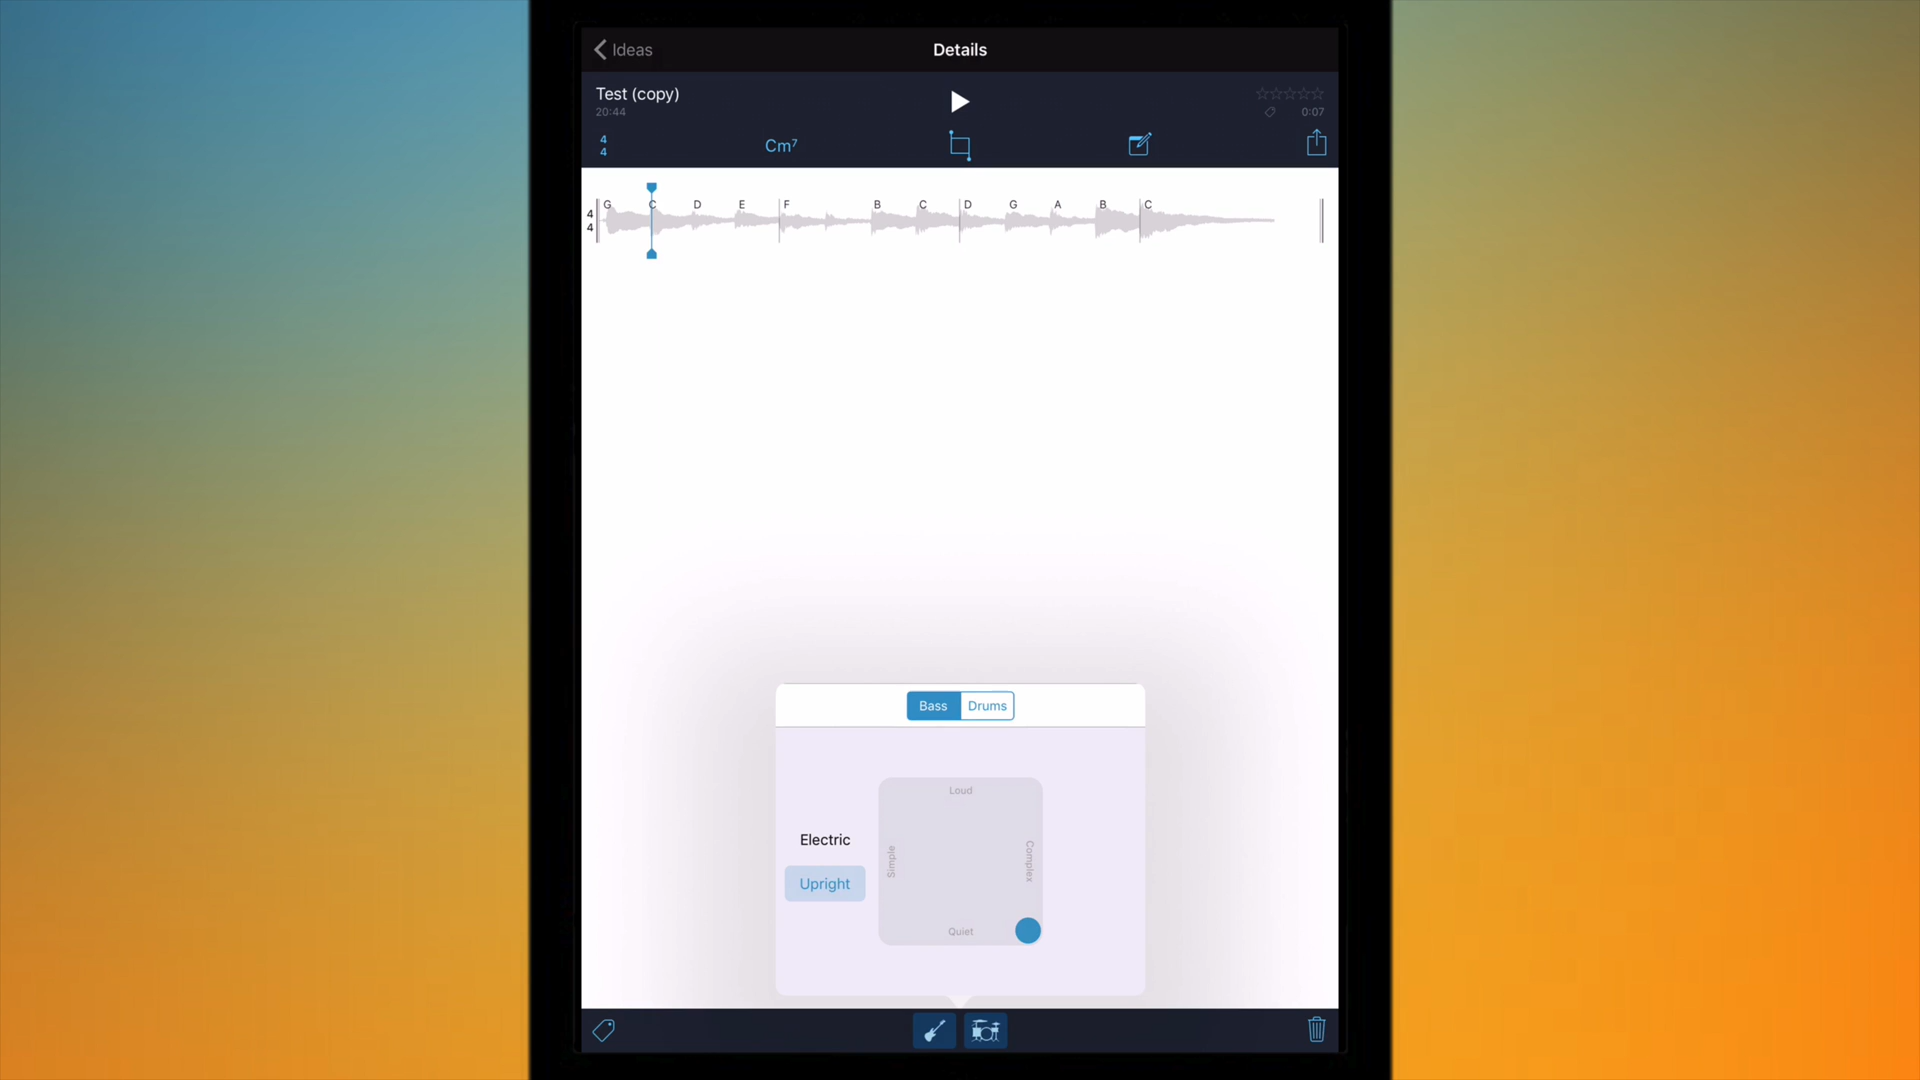 Ideas
Details
Test (copy)
20:44
0:07
4
4
Cm⁷
G C D E F B C D G A B C
4
4
Bass Drums
Loud
Simple
Complex
Electric
Upright
Quiet